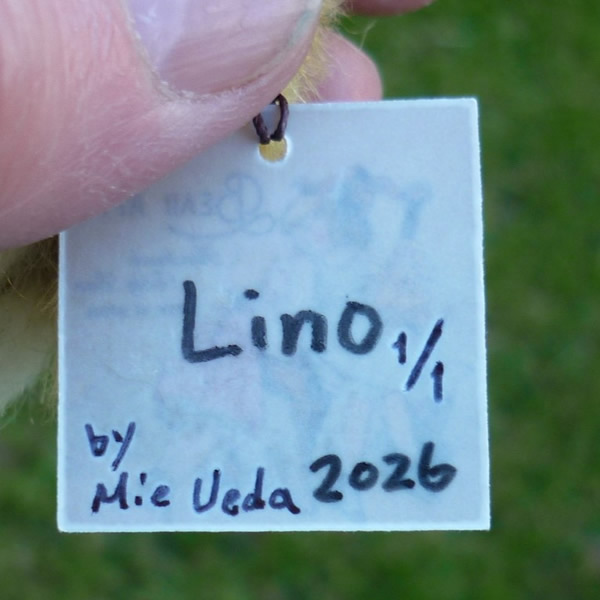 Lino 1/1
by
Mie Ueda 2026